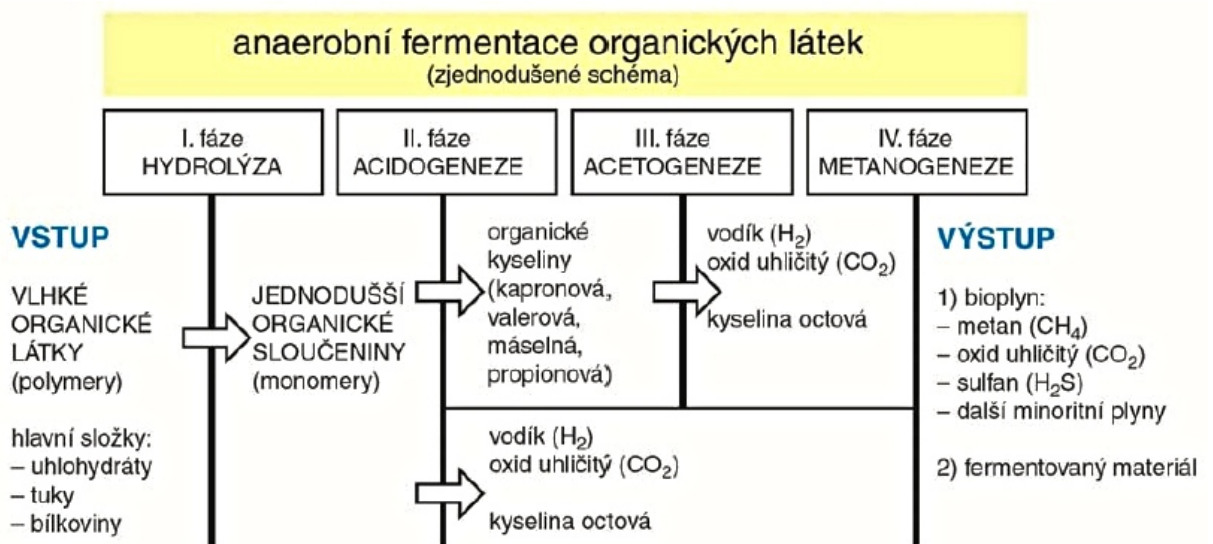 anaerobní fermentace organických látek
(zjednodušené schéma)
I. fáze
HYDROLÝZA
II. fáze
ACIDOGENEZE
III. fáze
ACETOGENEZE
IV. fáze
METANOGENEZE
VSTUP
VLHKÉ
ORGANICKÉ
LÁTKY
(polymery)
hlavní složky:
– uhlohydráty
– tuky
– bílkoviny
JEDNODUŠŠÍ
ORGANICKÉ
SLOUČENINY
(monomery)
organické
kyseliny
(kapronová,
valerová,
máselná,
propionová)
vodík (H₂)
oxid uhličitý (CO₂)
kyselina octová
vodík (H₂)
oxid uhličitý (CO₂)
kyselina octová
VÝSTUP
1) bioplyn:
– metan (CH₄)
– oxid uhličitý (CO₂)
– sulfan (H₂S)
– další minoritní plyny
2) fermentovaný materiál